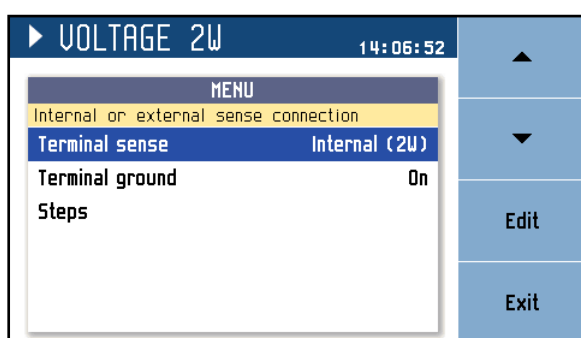 VOLTAGE 2W
14:06:52
MENU
Internal or external sense connection
Terminal sense Internal (2W)
Terminal ground On
Steps
Edit
Exit